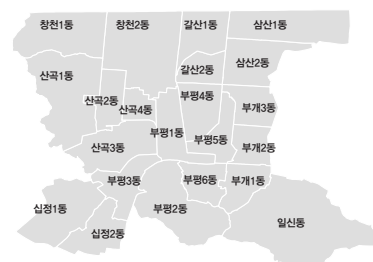 창천1동
창천2동
갈산1동
삼산1동
산곡1동
갈산2동
삼산2동
산곡2동
산곡4동
부평4동
부개3동
부평1동
부평5동
산곡3동
부개2동
부평3동
부평6동
부개1동
십정1동
부평2동
십정2동
일신동